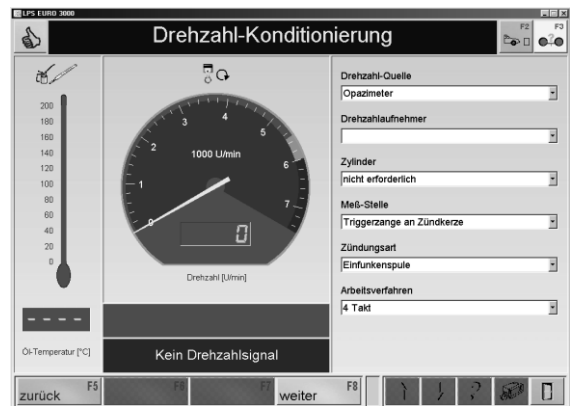 LPS EURO 3000
Drehzahl-Konditionierung
F2
F3
200
180
160
140
120
100
80
60
40
20
0
- - - -
Öl-Temperatur [°C]
0
1
2
3
4
5
6
7
1000 U/min
0
Drehzahl [U/min]
Kein Drehzahlsignal
Drehzahl-Quelle
Opazimeter
Drehzahlaufnehmer
Zylinder
nicht erforderlich
Meß-Stelle
Triggerzange an Zündkerze
Zündungsart
Einfunkenspule
Arbeitsverfahren
4 Takt
zurück F5
F6
F7
weiter F8